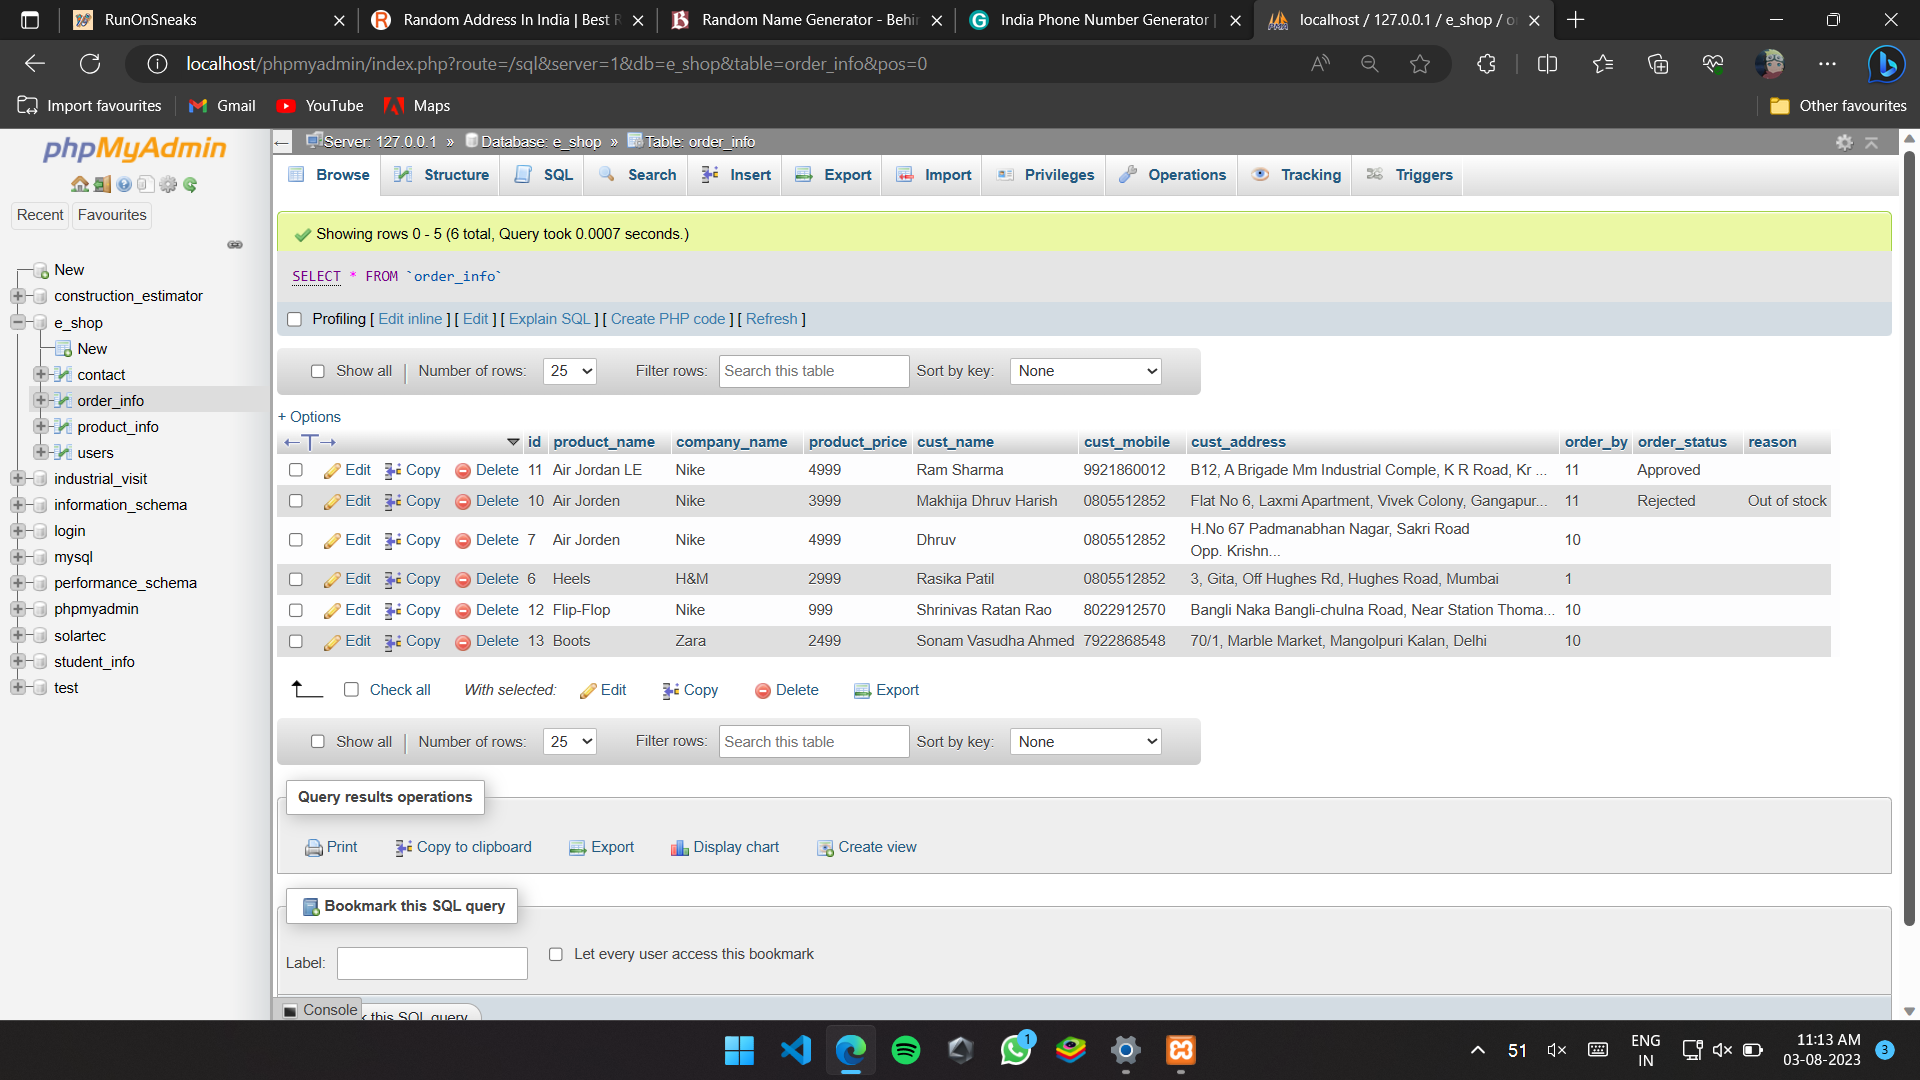 RunOnSneaks
Random Address In India | Best R
Random Name Generator - Behin
India Phone Number Generator |
localhost / 127.0.0.1 / e_shop / o
localhost/phpmyadmin/index.php?route=/sql&server=1&db=e_shop&table=order_info&pos=0
Import favourites Gmail YouTube Maps Other favourites
phpMyAdmin
Recent Favourites
New
construction_estimator
e_shop
New
contact
order_info
product_info
users
industrial_visit
information_schema
login
mysql
performance_schema
phpmyadmin
solartec
student_info
test
Server: 127.0.0.1 » Database: e_shop » Table: order_info
Browse Structure SQL Search Insert Export Import Privileges Operations Tracking Triggers
Showing rows 0 - 5 (6 total, Query took 0.0007 seconds.)
SELECT * FROM `order_info`
Profiling [ Edit inline ] [ Edit ] [ Explain SQL ] [ Create PHP code ] [ Refresh ]
Show all | Number of rows: 25 Filter rows: Search this table Sort by key: None
+ Options
←T→ id product_name company_name product_price cust_name cust_mobile cust_address order_by order_status reason
Edit Copy Delete 11 Air Jordan LE Nike 4999 Ram Sharma 9921860012 B12, A Brigade Mm Industrial Comple, K R Road, Kr ... 11 Approved
Edit Copy Delete 10 Air Jorden Nike 3999 Makhija Dhruv Harish 0805512852 Flat No 6, Laxmi Apartment, Vivek Colony, Gangapur... 11 Rejected Out of stock
Edit Copy Delete 7 Air Jorden Nike 4999 Dhruv 0805512852 H.No 67 Padmanabhan Nagar, Sakri Road
Opp. Krishn... 10
Edit Copy Delete 6 Heels H&M 2999 Rasika Patil 0805512852 3, Gita, Off Hughes Rd, Hughes Road, Mumbai 1
Edit Copy Delete 12 Flip-Flop Nike 999 Shrinivas Ratan Rao 8022912570 Bangli Naka Bangli-chulna Road, Near Station Thoma... 10
Edit Copy Delete 13 Boots Zara 2499 Sonam Vasudha Ahmed 7922868548 70/1, Marble Market, Mangolpuri Kalan, Delhi 10
Check all With selected: Edit Copy Delete Export
Show all | Number of rows: 25 Filter rows: Search this table Sort by key: None
Query results operations
Print Copy to clipboard Export Display chart Create view
Bookmark this SQL query
Label: Let every user access this bookmark
Console
this SQL query
1
51 ENG
IN
11:13 AM
03-08-2023
3